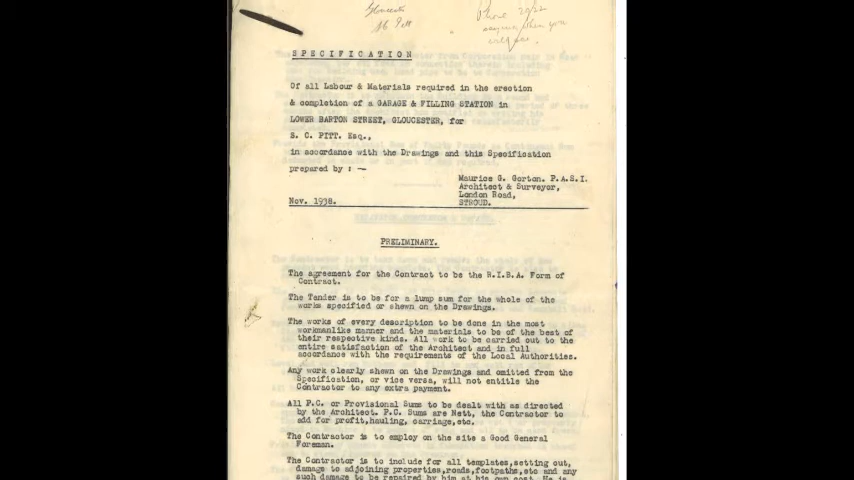 Gloucester
Phone 2922
anytime when you
SPECIFICATION
Of all Labour & Materials required in the erection
& completion of a GARAGE & FILLING STATION in
LOWER BARTON STREET, GLOUCESTER, for
S. C. PITT. Esq.,
in accordance with the Drawings and this Specification
prepared by : —
Maurice G. Gorton. P.A.S.I.
Architect & Surveyor,
London Road,
STROUD.
Nov. 1938.
PRELIMINARY.
The agreement for the Contract to be the R.I.B.A. Form of
Contract.
The Tender is to be for a lump sum for the whole of the
works specified or shewn on the Drawings.
The works of every description to be done in the most
workmanlike manner and the materials to be of the best of
their respective kinds. All work to be carried out to the
entire satisfaction of the Architect and in full
accordance with the requirements of the Local Authorities.
Any work clearly shewn on the Drawings and omitted from the
Specification, or vice versa, will not entitle the
Contractor to any extra payment.
All P.C. or Provisional Sums to be dealt with as directed
by the Architect. P.C. Sums are Nett, the Contractor to
add for profit,hauling, carriage,etc.
The Contractor is to employ on the site a Good General
Foreman.
The Contractor is to include for all templates,setting out,
damage to adjoining properties,roads,footpaths,etc and any
such damage to be repaired by him at his own cost. He is